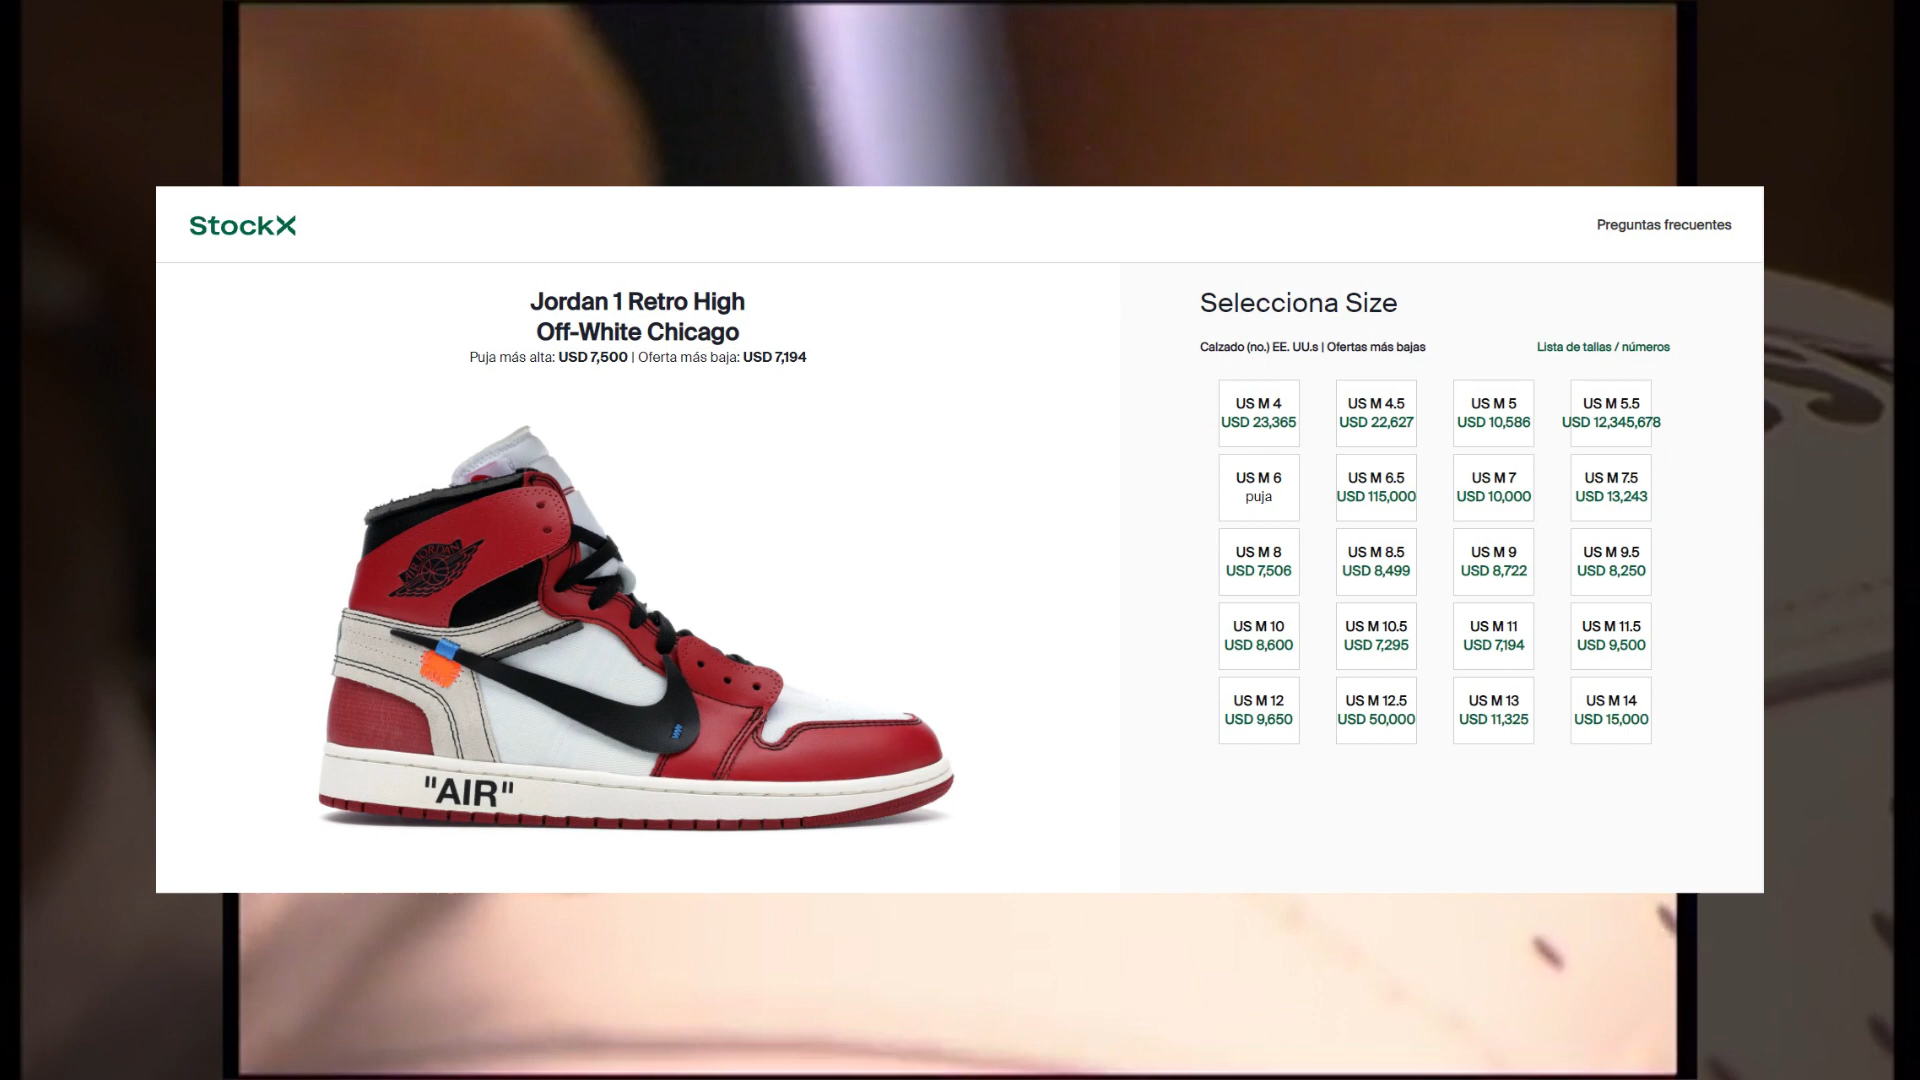 StockX
Preguntas frecuentes
Jordan 1 Retro High
Off-White Chicago
Puja más alta: USD 7,500 | Oferta más baja: USD 7,194
AIR JORDAN
"AIR"
Selecciona Size
Calzado (no.) EE. UU.s | Ofertas más bajas
Lista de tallas / números
US M 4
USD 23,365
US M 4.5
USD 22,627
US M 5
USD 10,586
US M 5.5
USD 12,345,678
US M 6
puja
US M 6.5
USD 115,000
US M 7
USD 10,000
US M 7.5
USD 13,243
US M 8
USD 7,506
US M 8.5
USD 8,499
US M 9
USD 8,722
US M 9.5
USD 8,250
US M 10
USD 8,600
US M 10.5
USD 7,295
US M 11
USD 7,194
US M 11.5
USD 9,500
US M 12
USD 9,650
US M 12.5
USD 50,000
US M 13
USD 11,325
US M 14
USD 15,000